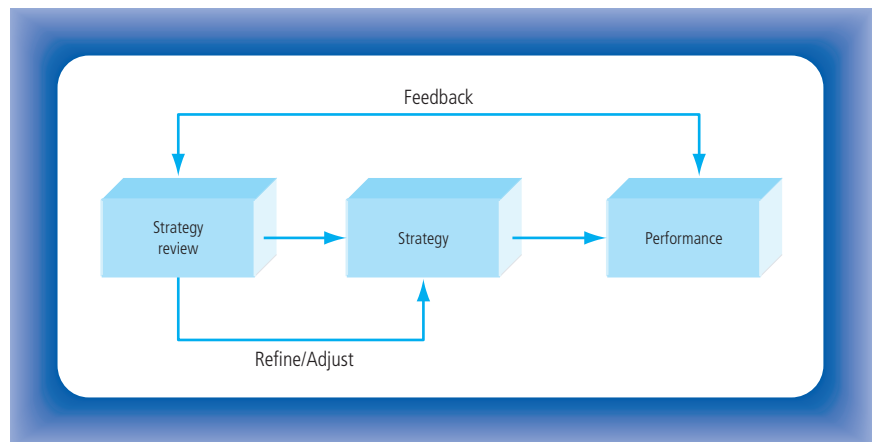 Feedback
Strategy
review
Strategy
Performance
Refine/Adjust